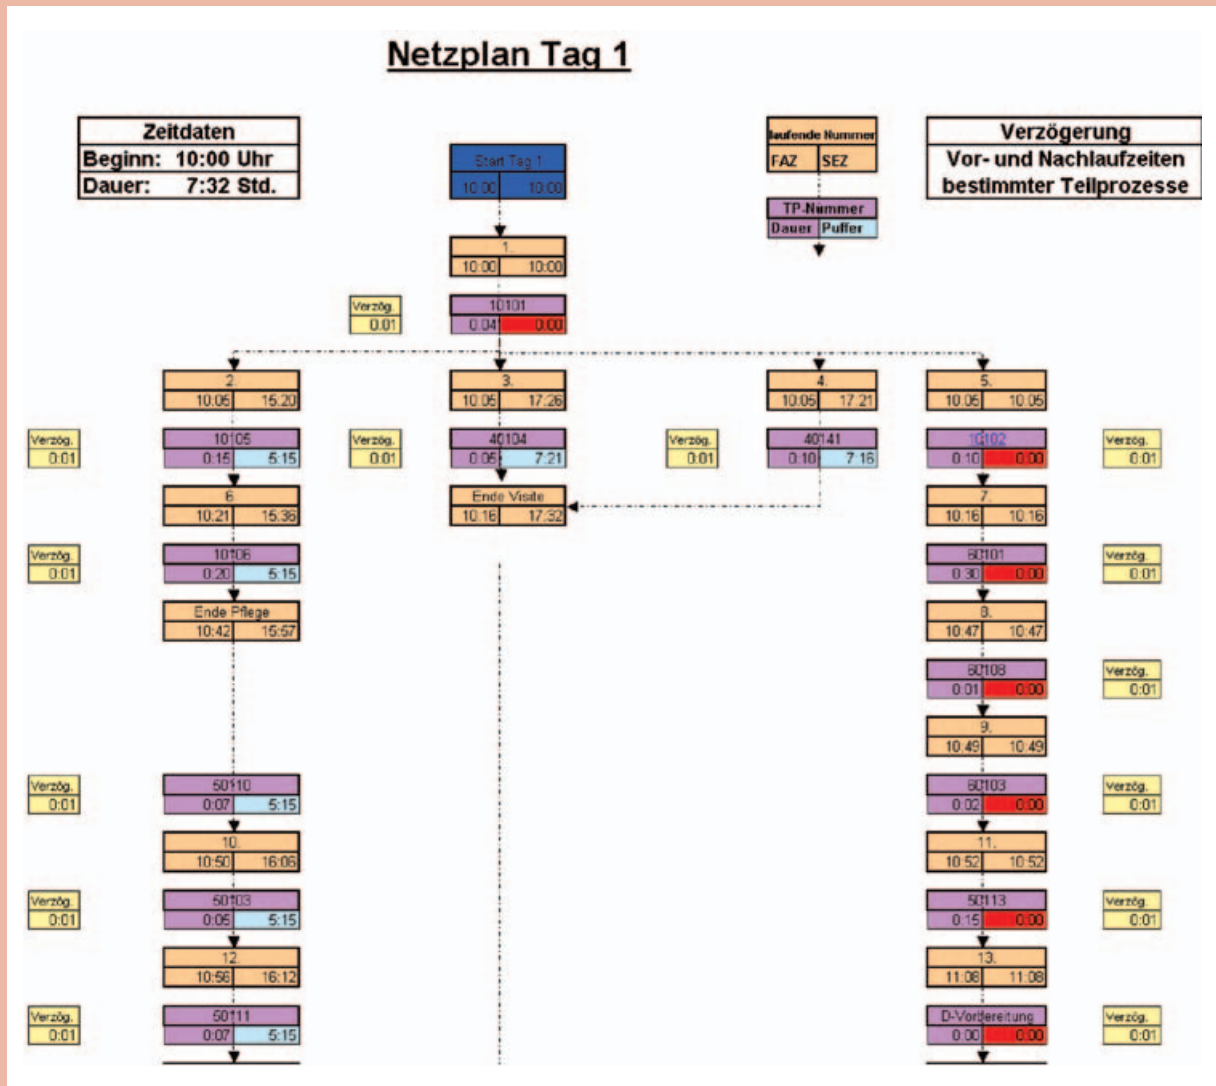 Netzplan Tag 1
Zeitdaten
Beginn: 10:00 Uhr
Dauer: 7:32 Std.
Start Tag 1
10:00 10:00
laufende Nummer
FAZ SEZ
TP-Nummer
Dauer Puffer
Verzögerung
Vor- und Nachlaufzeiten
bestimmter Teilprozesse
1.
10:00 10:00
Verzög.
0:01
10101
0:04 0:00
2.
10:05 15:20
3.
10:05 17:26
4.
10:05 17:21
5.
10:05 10:05
Verzög.
0:01
10105
0:15 5:15
Verzög.
0:01
40104
0:05 7:21
Verzög.
0:01
40141
0:10 7:16
10102
0:10 0:00
Verzög.
0:01
6
10:21 15:36
Ende Visite
10:16 17:32
7.
10:16 10:16
Verzög.
0:01
10106
0:20 5:15
60101
0:30 0:00
Verzög.
0:01
Ende Pflege
10:42 15:57
8.
10:47 10:47
60108
0:01 0:00
Verzög.
0:01
9.
10:49 10:49
Verzög.
0:01
50110
0:07 5:15
60103
0:02 0:00
Verzög.
0:01
10.
10:50 16:06
11.
10:52 10:52
Verzög.
0:01
50103
0:05 5:15
50113
0:15 0:00
Verzög.
0:01
12.
10:56 16:12
13.
11:08 11:08
Verzög.
0:01
50111
0:07 5:15
D-Vorbereitung
0:00 0:00
Verzög.
0:01